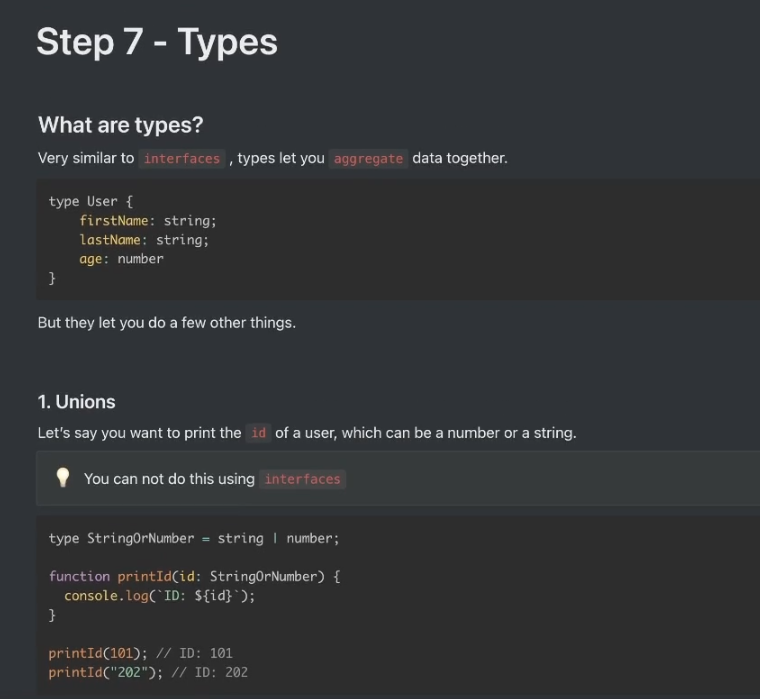 Step 7 - Types
What are types?
Very similar to interfaces , types let you aggregate data together.
type User {
    firstName: string;
    lastName: string;
    age: number
}
But they let you do a few other things.
1. Unions
Let’s say you want to print the id of a user, which can be a number or a string.
You can not do this using interfaces
type StringOrNumber = string | number;
function printId(id: StringOrNumber) {
  console.log(`ID: ${id}`);
}
printId(101); // ID: 101
printId("202"); // ID: 202